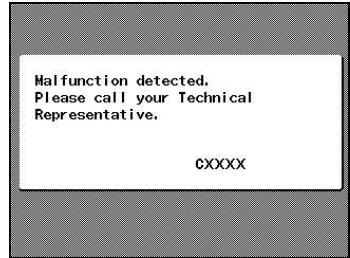 Malfunction detected.
Please call your Technical
Representative.
CXXXX